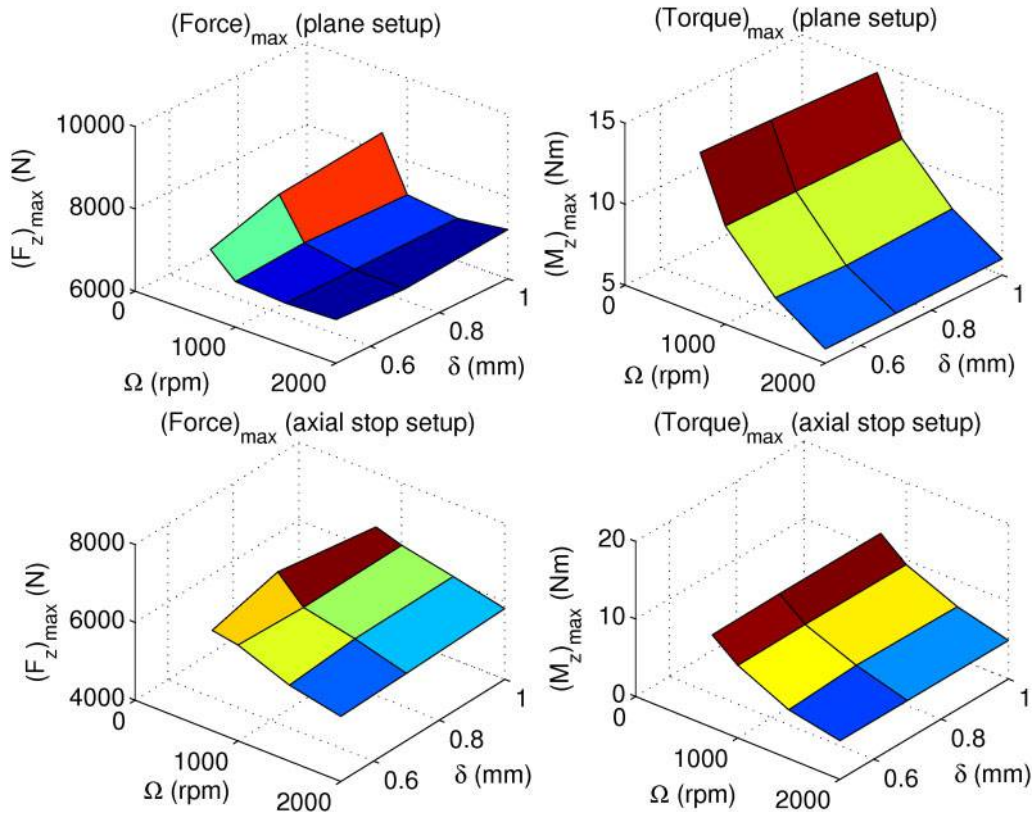 (Force)max (plane setup)
10000
8000
6000
(Fz)max (N)
0
1000
2000
Ω (rpm)
0.6
0.8
1
δ (mm)
(Torque)max (plane setup)
15
10
5
(Mz)max (Nm)
0
1000
2000
Ω (rpm)
0.6
0.8
1
δ (mm)
(Force)max (axial stop setup)
8000
6000
4000
(Fz)max (N)
0
1000
2000
Ω (rpm)
0.6
0.8
1
δ (mm)
(Torque)max (axial stop setup)
20
10
0
(Mz)max (Nm)
0
1000
2000
Ω (rpm)
0.6
0.8
1
δ (mm)